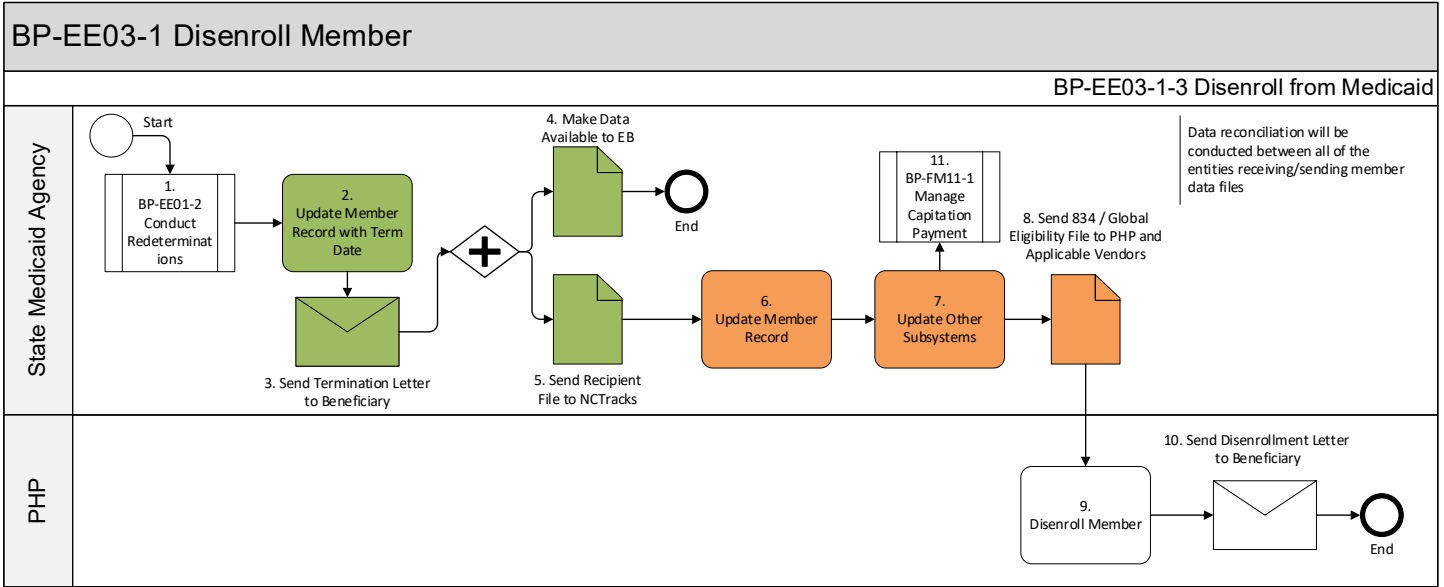 BP-EE03-1 Disenroll Member
BP-EE03-1-3 Disenroll from Medicaid
State Medicaid Agency
Start
1.
BP-EE01-2
Conduct
Redeterminat
ions
2.
Update Member
Record with Term
Date
3. Send Termination Letter
to Beneficiary
4. Make Data
Available to EB
End
5. Send Recipient
File to NCTracks
6.
Update Member
Record
11.
BP-FM11-1
Manage
Capitation
Payment
7.
Update Other
Subsystems
Data reconciliation will be
conducted between all of the
entities receiving/sending member
data files
8. Send 834 / Global
Eligibility File to PHP and
Applicable Vendors
PHP
9.
Disenroll Member
10. Send Disenrollment Letter
to Beneficiary
End